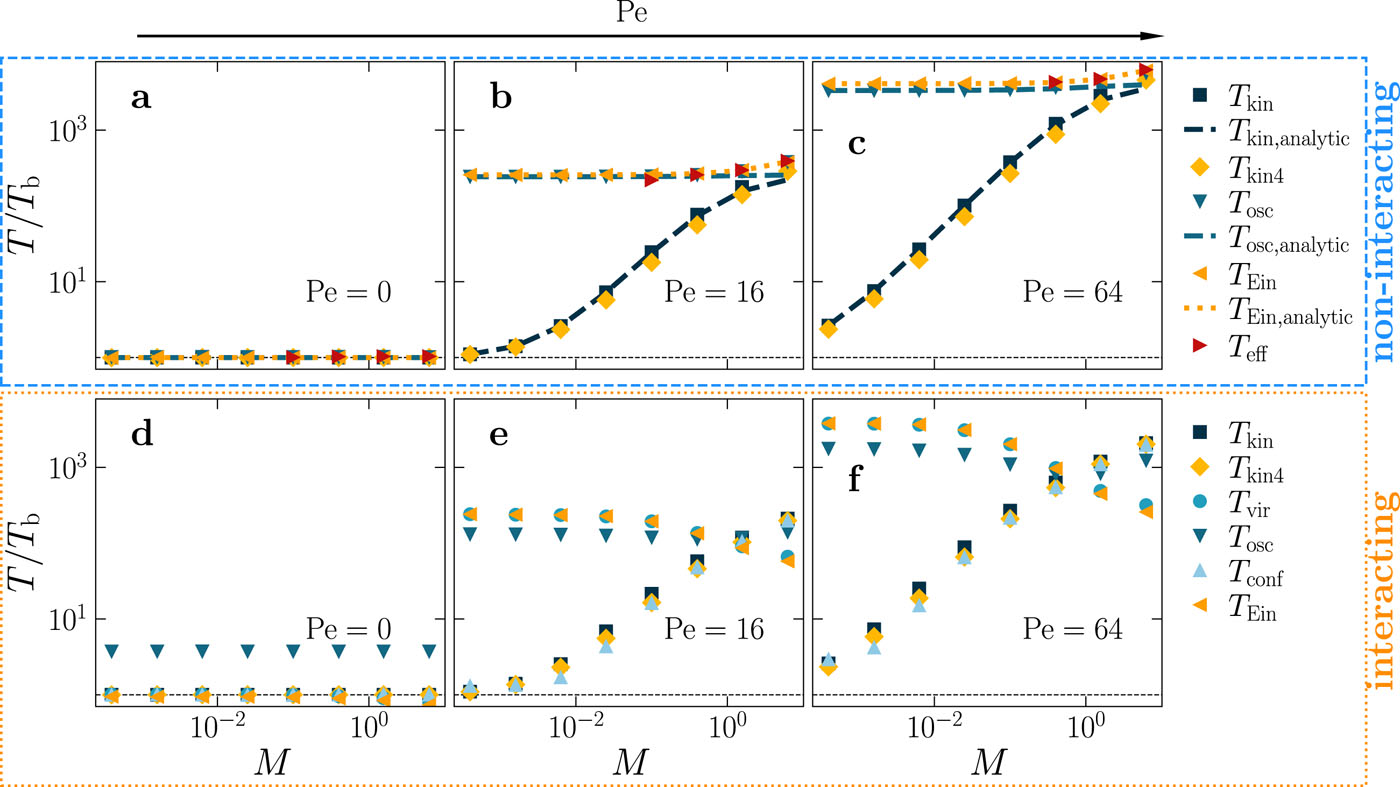 Pe
a
b
c
T/T_b
10^3
10^1
Pe = 0
Pe = 16
Pe = 64
T_kin
T_kin,analytic
T_kin4
T_osc
T_osc,analytic
T_Ein
T_Ein,analytic
T_eff
non-interacting
d
e
f
T/T_b
10^3
10^1
Pe = 0
Pe = 16
Pe = 64
10^−2 10^0
10^−2 10^0
10^−2 10^0
M
M
M
T_kin
T_kin4
T_vir
T_osc
T_conf
T_Ein
interacting